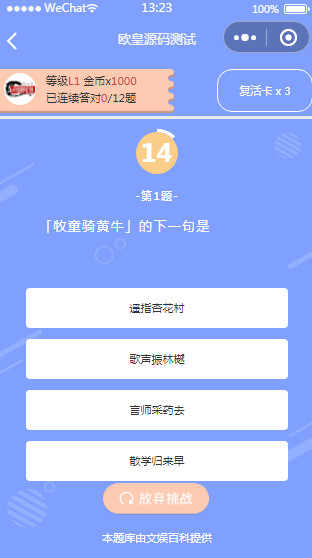 WeChat
13:23
100%
欧皇源码测试
等级L1 金币x1000
已连续答对0/12题
复活卡 x 3
14
-第1题-
「牧童骑黄牛」的下一句是
遥指杏花村
歌声振林樾
言师采药去
散学归来早
放弃挑战
本题库由文娱百科提供